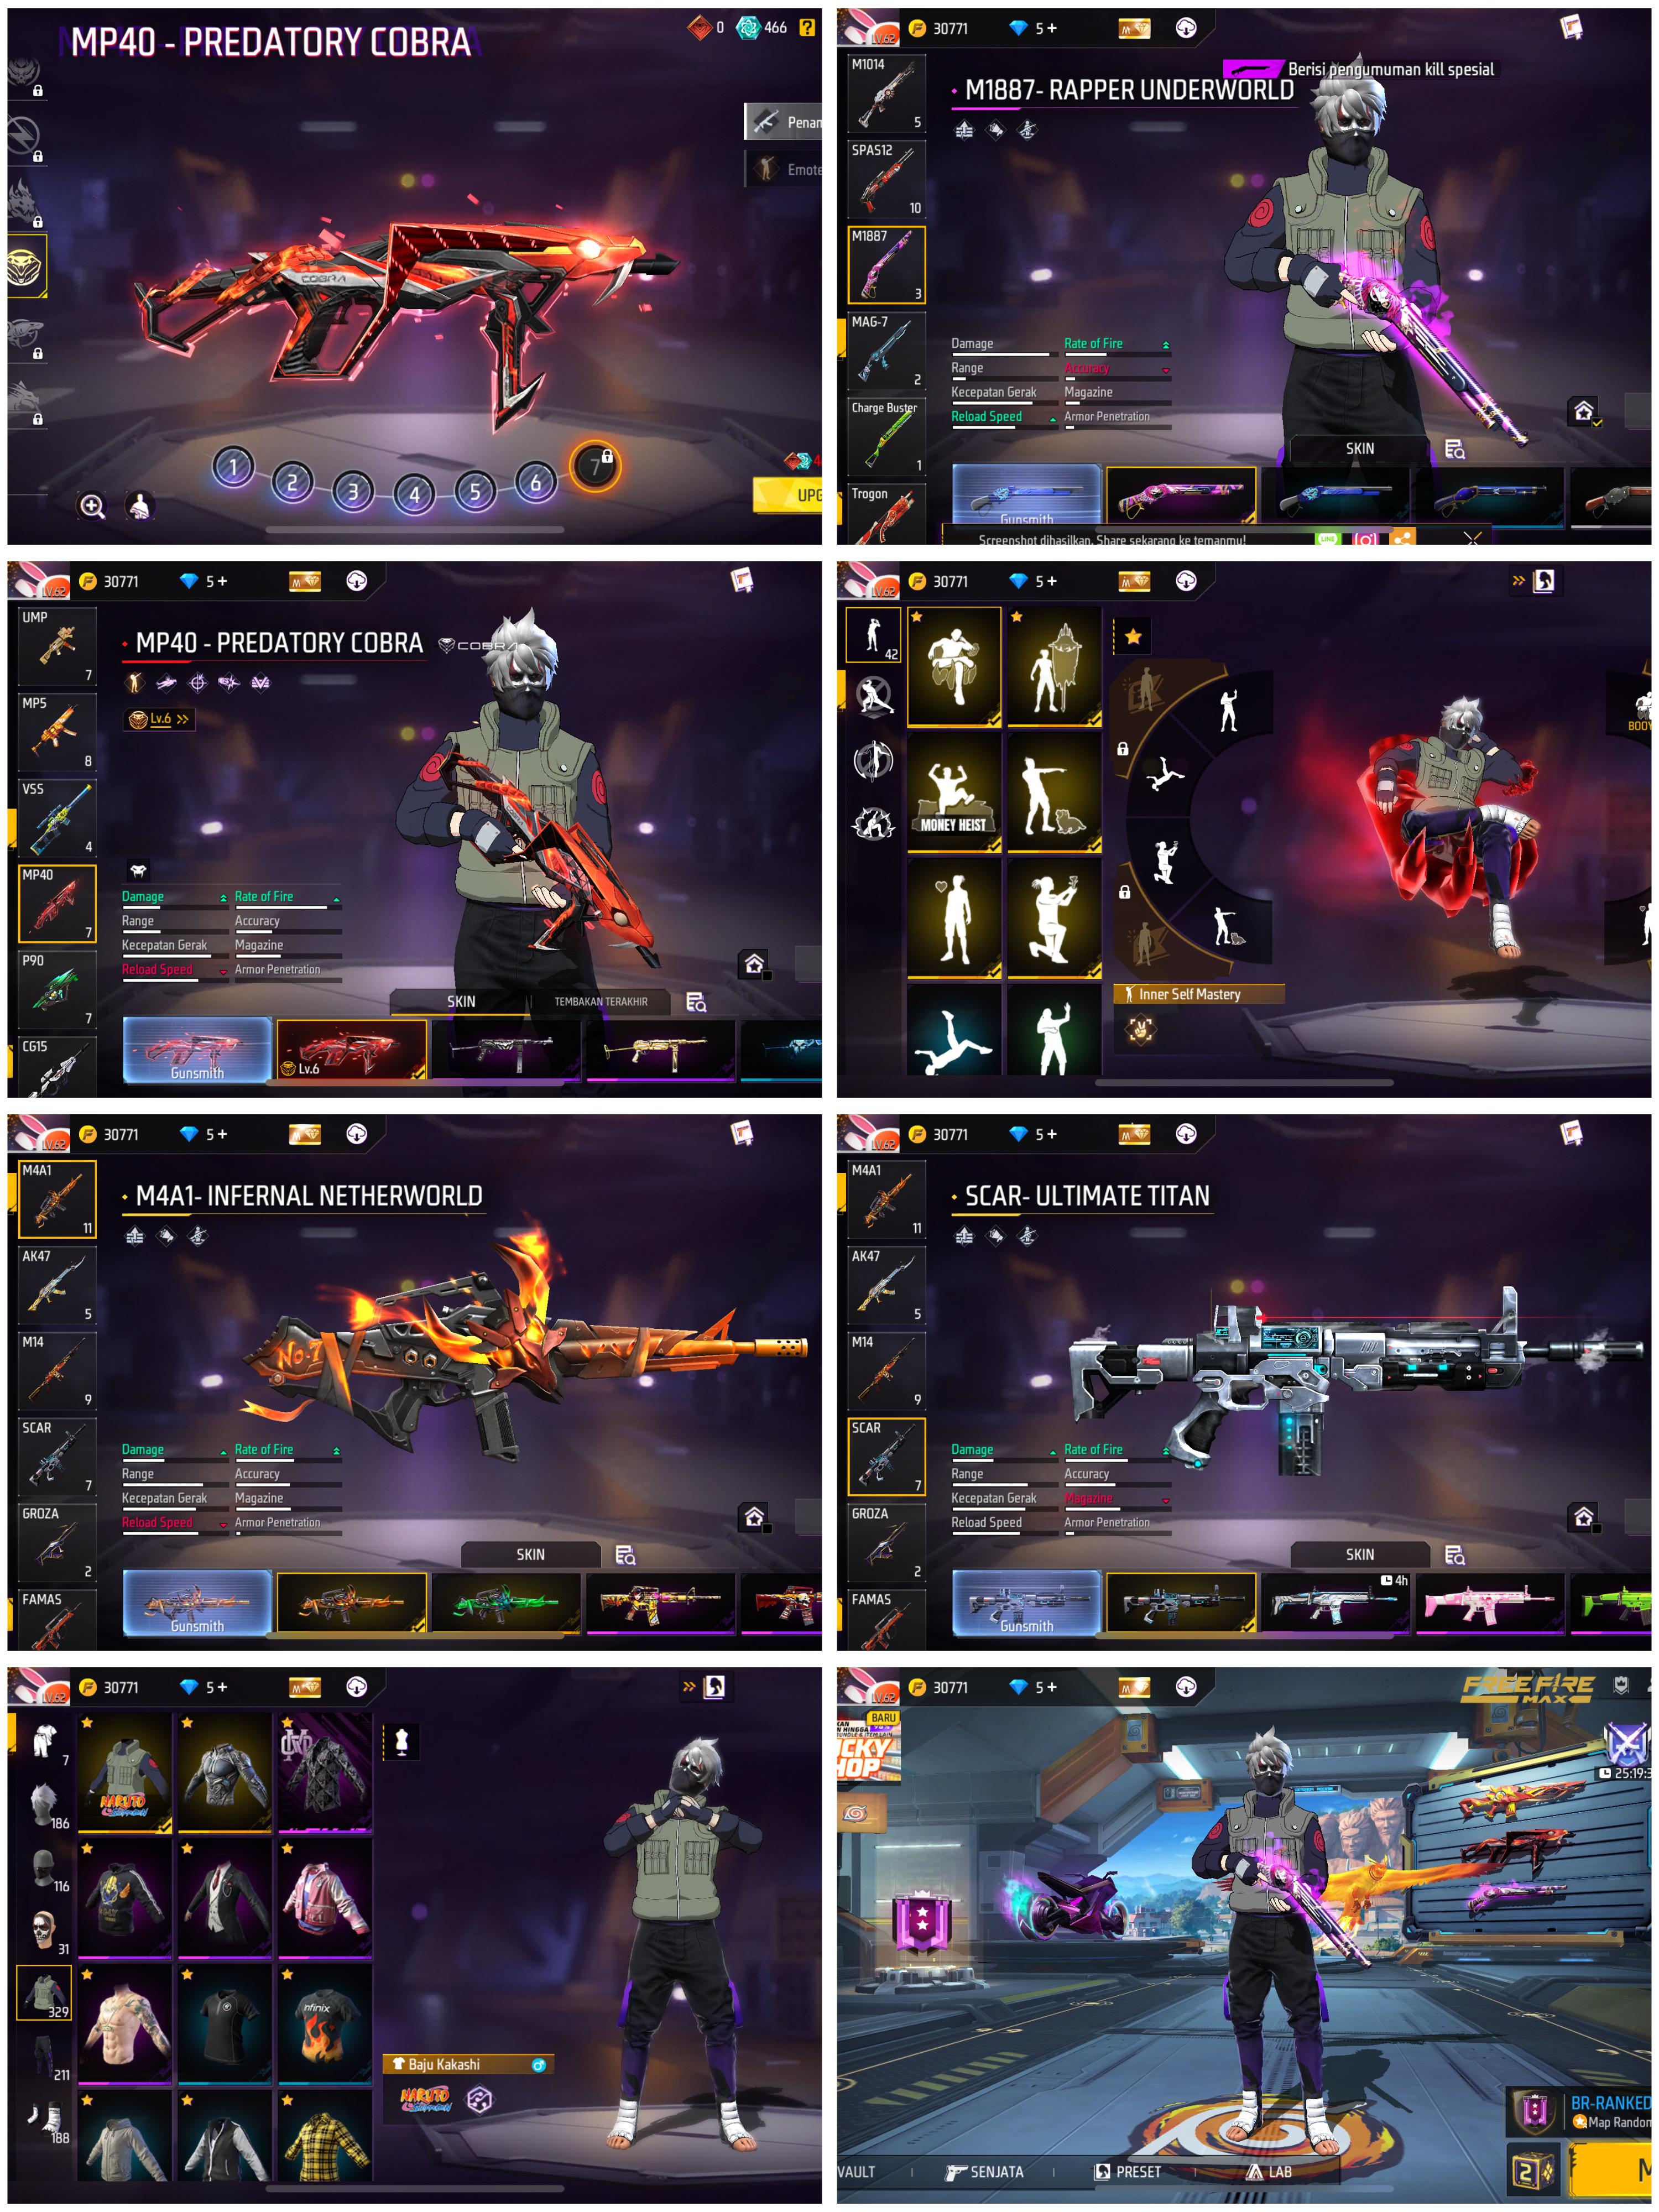 MP40 - PREDATORY COBRA
0
466
?
Penan
Emote
COBRA
1
2
3
4
5
6
7
UPG
LV.62
30771
5 +
M
M1014
5
SPAS12
10
M1887
3
MAG-7
2
Charge Buster
1
Trogon
Berisi pengumuman kill spesial
M1887- RAPPER UNDERWORLD
Damage
Rate of Fire
Range
Accuracy
Kecepatan Gerak
Magazine
Reload Speed
Armor Penetration
SKIN
Gunsmith
Screenshot dihasilkan. Share sekarang ke temanmu!
LINE
LV.62
30771
5 +
M
UMP
7
MP5
8
VSS
4
MP40
7
P90
7
CG15
MP40 - PREDATORY COBRA
COBRA
Lv.6
Damage
Rate of Fire
Range
Accuracy
Kecepatan Gerak
Magazine
Reload Speed
Armor Penetration
SKIN
TEMBAKAN TERAKHIR
Gunsmith
Lv.6
LV.62
30771
5 +
M
42
MONEY HEIST
BODY
Inner Self Mastery
LV.62
30771
5 +
M
M4A1
11
AK47
5
M14
9
SCAR
7
GROZA
2
FAMAS
M4A1- INFERNAL NETHERWORLD
No.7
Damage
Rate of Fire
Range
Accuracy
Kecepatan Gerak
Magazine
Reload Speed
Armor Penetration
SKIN
Gunsmith
LV.62
30771
5 +
M
M4A1
11
AK47
5
M14
9
SCAR
7
GROZA
2
FAMAS
SCAR- ULTIMATE TITAN
Damage
Rate of Fire
Range
Accuracy
Kecepatan Gerak
Magazine
Reload Speed
Armor Penetration
SKIN
Gunsmith
4h
LV.62
30771
5 +
M
7
186
116
31
329
211
188
NARUTO
nfinix
Baju Kakashi
NARUTO
LV.62
30771
5 +
M
FREE FIRE
MAX
BARU
KAN
N HINGGA
CKY
HOP
25:19:3
BR-RANKED
Map Random
VAULT
SENJATA
PRESET
LAB
2
M